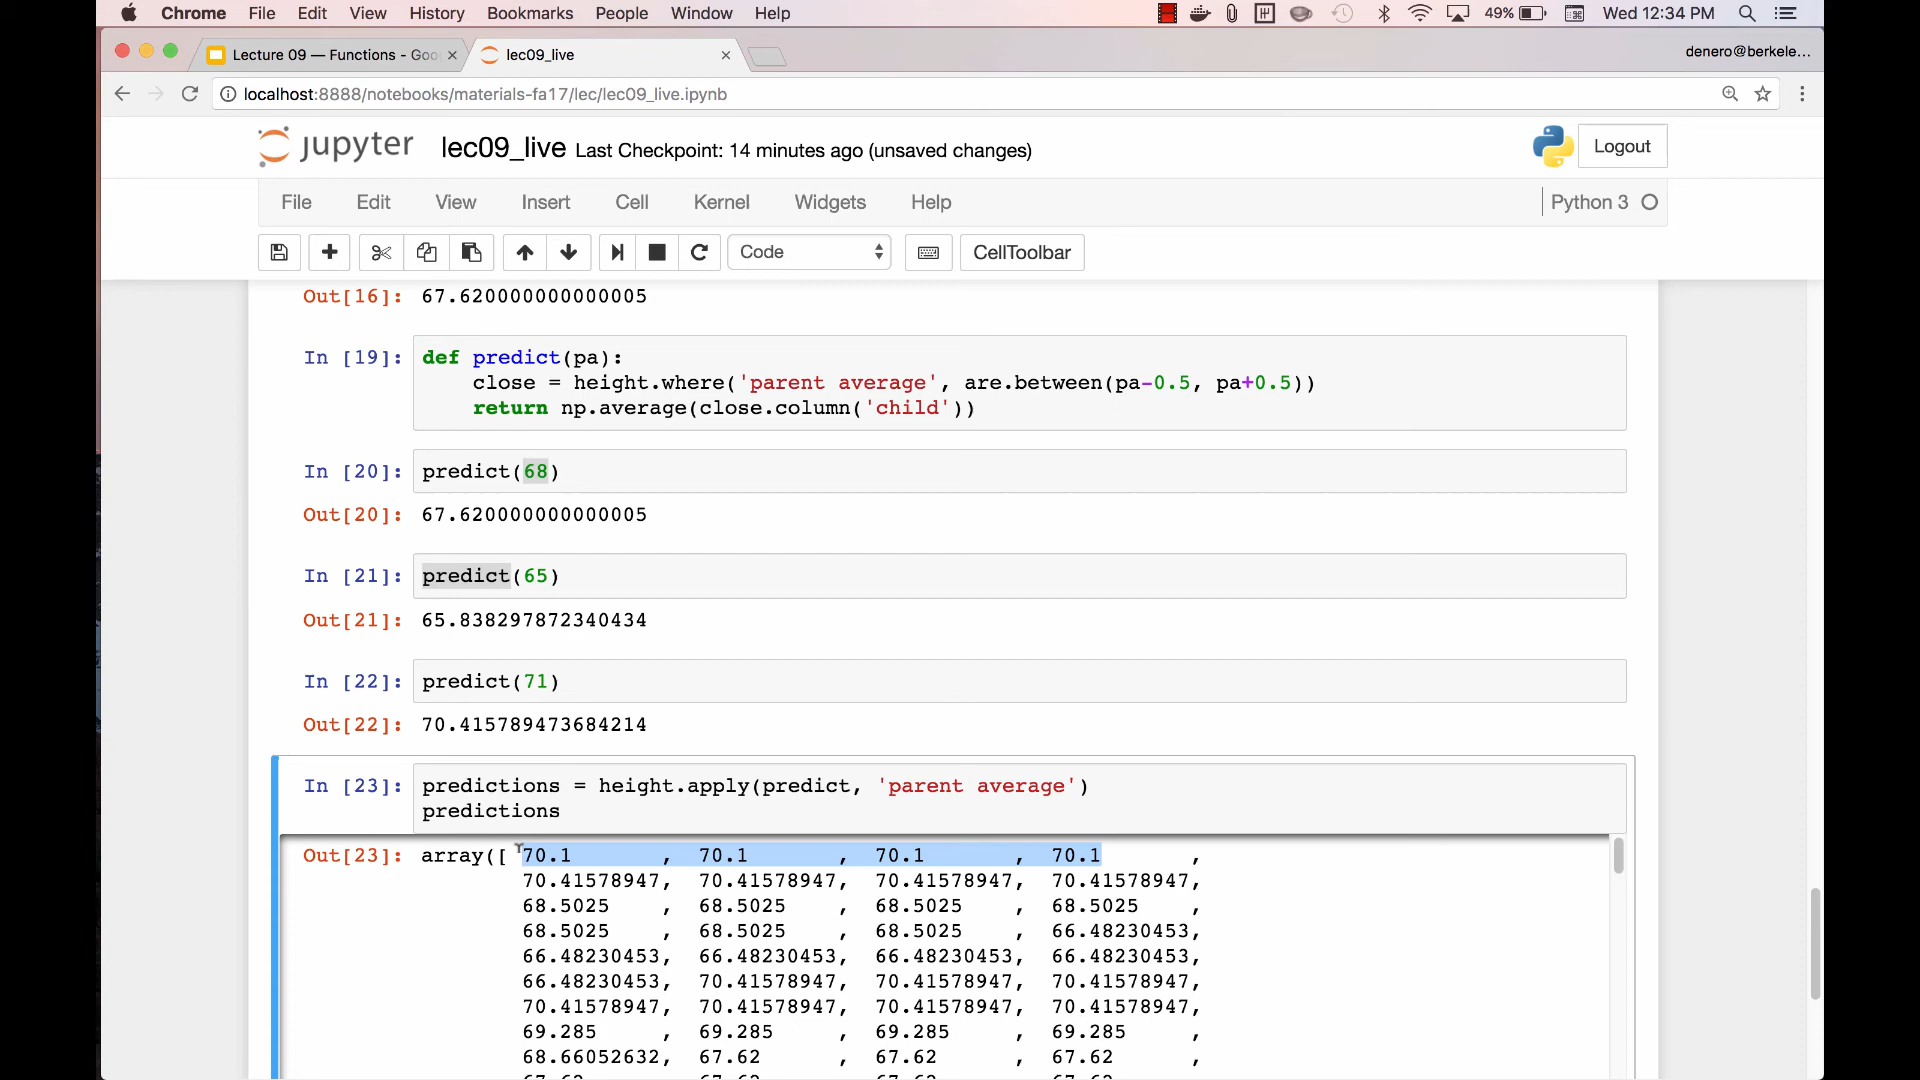 Chrome File Edit View History Bookmarks People Window Help 49% Wed 12:34 PM
Lecture 09 — Functions - Goo lec09_live denero@berkele...
localhost:8888/notebooks/materials-fa17/lec/lec09_live.ipynb
jupyter lec09_live Last Checkpoint: 14 minutes ago (unsaved changes) Logout
File Edit View Insert Cell Kernel Widgets Help Python 3
Code CellToolbar
Out[16]: 67.620000000000005
In [19]: def predict(pa):
close = height.where('parent average', are.between(pa-0.5, pa+0.5))
return np.average(close.column('child'))
In [20]: predict(68)
Out[20]: 67.620000000000005
In [21]: predict(65)
Out[21]: 65.838297872340434
In [22]: predict(71)
Out[22]: 70.415789473684214
In [23]: predictions = height.apply(predict, 'parent average')
predictions
Out[23]: array([ 70.1 , 70.1 , 70.1 , 70.1 ,
70.41578947, 70.41578947, 70.41578947, 70.41578947,
68.5025 , 68.5025 , 68.5025 , 68.5025 ,
68.5025 , 68.5025 , 68.5025 , 66.48230453,
66.48230453, 66.48230453, 66.48230453, 66.48230453,
66.48230453, 70.41578947, 70.41578947, 70.41578947,
70.41578947, 70.41578947, 70.41578947, 70.41578947,
69.285 , 69.285 , 69.285 , 69.285 ,
68.66052632, 67.62 , 67.62 , 67.62 ,